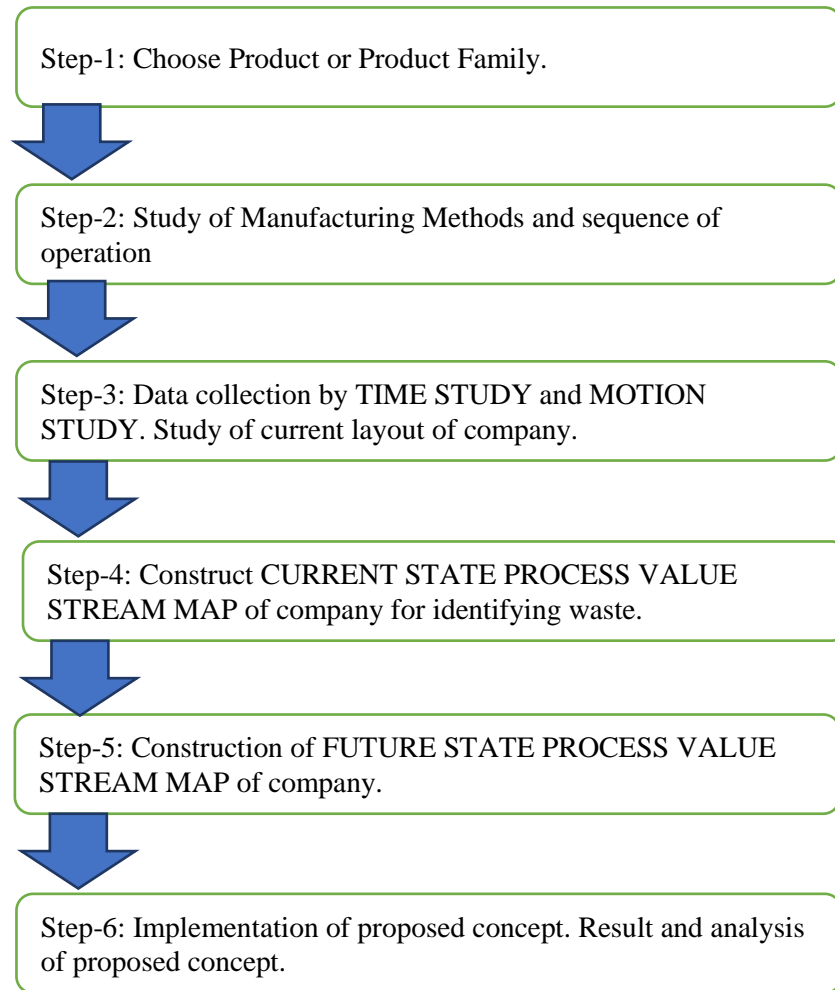 Step-1: Choose Product or Product Family.
Step-2: Study of Manufacturing Methods and sequence of
operation
Step-3: Data collection by TIME STUDY and MOTION
STUDY. Study of current layout of company.
Step-4: Construct CURRENT STATE PROCESS VALUE
STREAM MAP of company for identifying waste.
Step-5: Construction of FUTURE STATE PROCESS VALUE
STREAM MAP of company.
Step-6: Implementation of proposed concept. Result and analysis
of proposed concept.